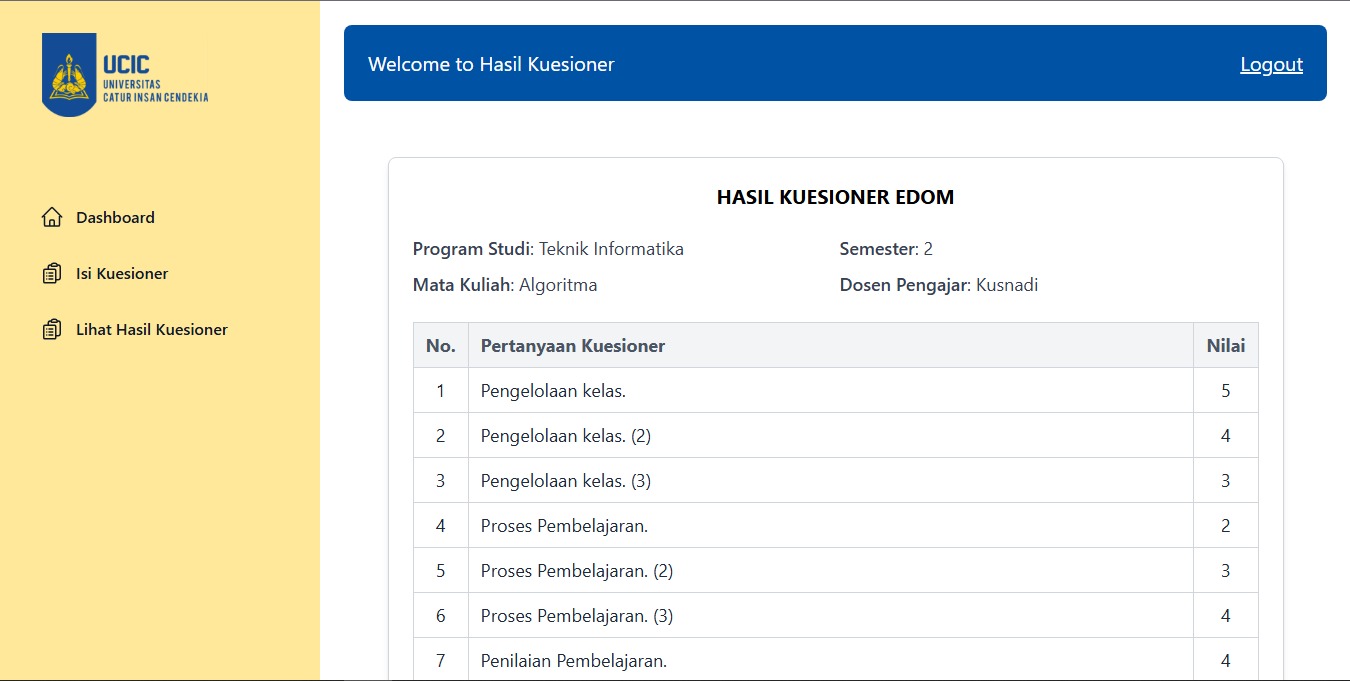 UCIC
UNIVERSITAS
CATUR INSAN CENDEKIA
Dashboard
Isi Kuesioner
Lihat Hasil Kuesioner
Welcome to Hasil Kuesioner Logout
HASIL KUESIONER EDOM
Program Studi: Teknik Informatika Semester: 2
Mata Kuliah: Algoritma Dosen Pengajar: Kusnadi
No. Pertanyaan Kuesioner Nilai
1 Pengelolaan kelas. 5
2 Pengelolaan kelas. (2) 4
3 Pengelolaan kelas. (3) 3
4 Proses Pembelajaran. 2
5 Proses Pembelajaran. (2) 3
6 Proses Pembelajaran. (3) 4
7 Penilaian Pembelajaran. 4